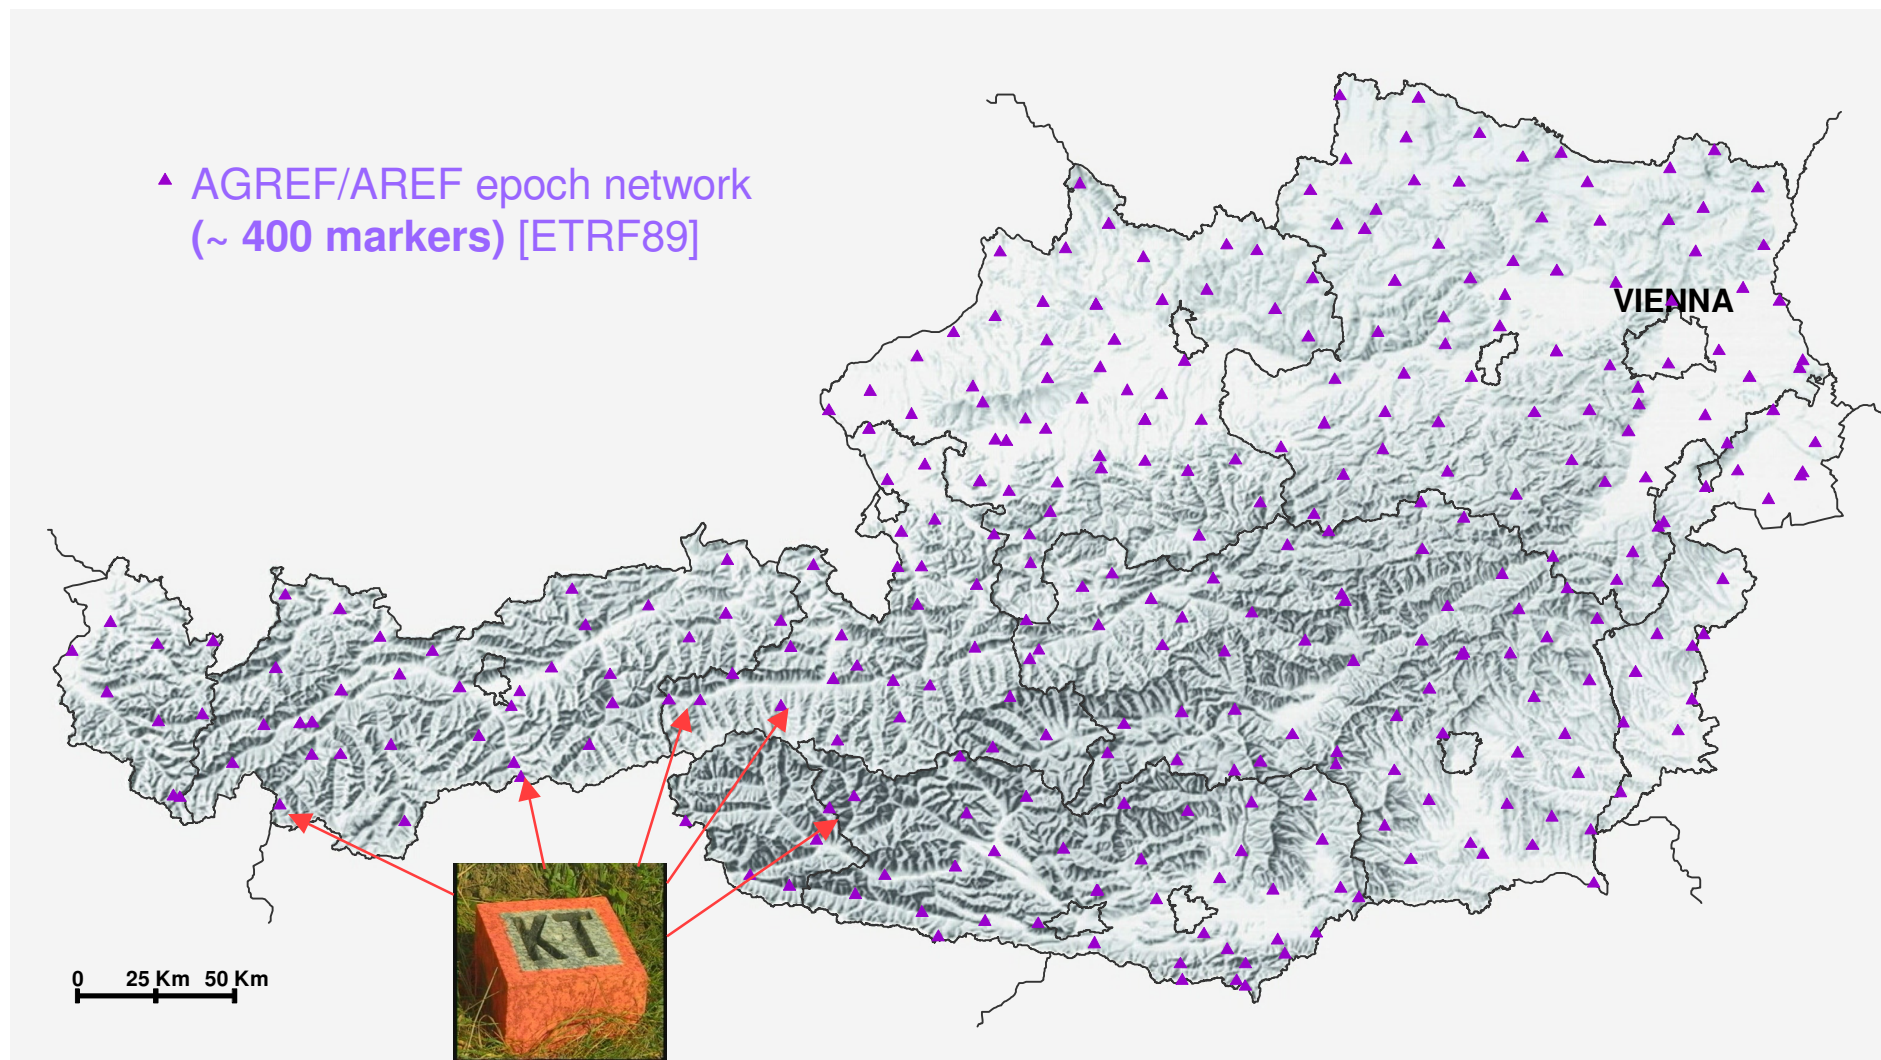 AGREF/AREF epoch network
(~ 400 markers) [ETRF89]
VIENNA
KT
0 25 Km 50 Km